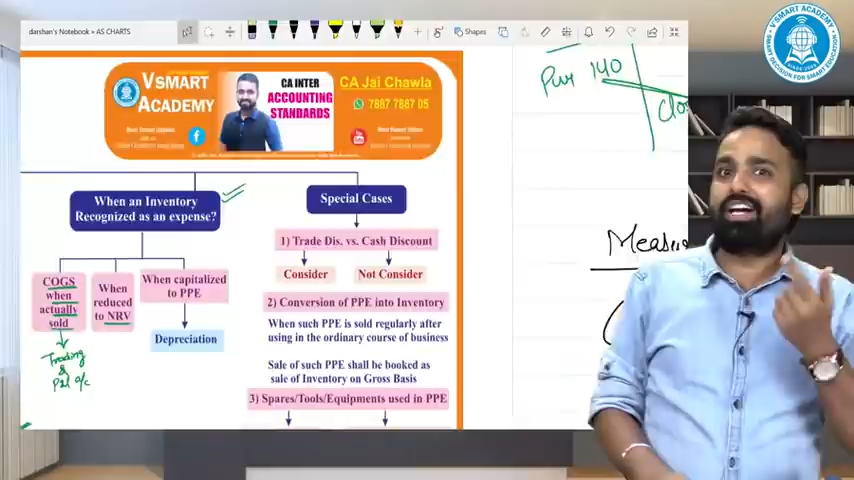 darshan's Notebook » AS CHARTS
Shapes
V'SMART ACADEMY
SMART DECISION FOR SMART EDUCATION
VSMART
ACADEMY
CA INTER
ACCOUNTING
STANDARDS
CA Jai Chawla
7887 7887 05
Pur 140
When an Inventory
Recognized as an expense?
Special Cases
1) Trade Dis. vs. Cash Discount
Consider
Not Consider
COGS
when
actually
sold
When
reduced
to NRV
When capitalized
to PPE
Depreciation
Trading
&
P&L a/c
2) Conversion of PPE into Inventory
When such PPE is sold regularly after
using in the ordinary course of business
Sale of such PPE shall be booked as
sale of Inventory on Gross Basis
3) Spares/Tools/Equipments used in PPE